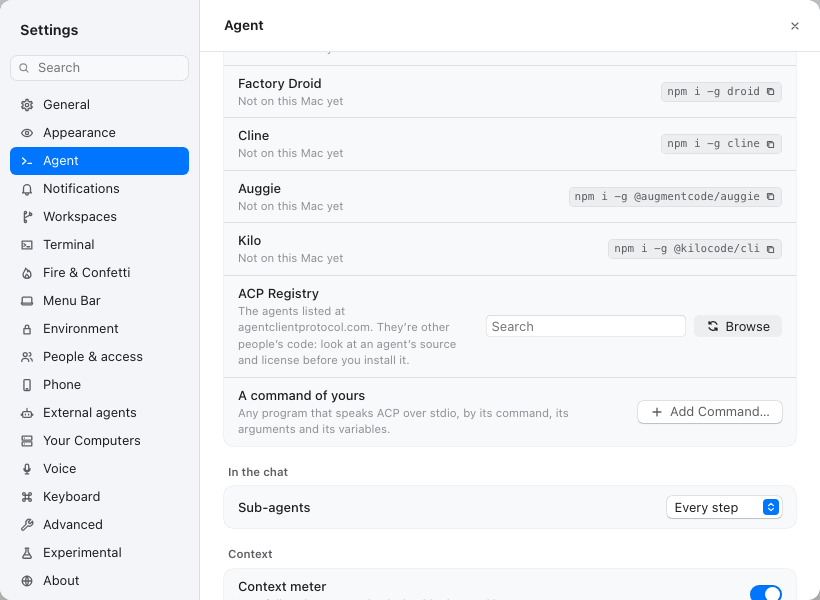 Settings
Search
General
Appearance
Agent
Notifications
Workspaces
Terminal
Fire & Confetti
Menu Bar
Environment
People & access
Phone
External agents
Your Computers
Voice
Keyboard
Advanced
Experimental
About
Agent
Factory Droid
Not on this Mac yet
npm i -g droid
Cline
Not on this Mac yet
npm i -g cline
Auggie
Not on this Mac yet
npm i -g @augmentcode/auggie
Kilo
Not on this Mac yet
npm i -g @kilocode/cli
ACP Registry
The agents listed at
agentclientprotocol.com. They're other
people's code: look at an agent's source
and license before you install it.
Search
Browse
A command of yours
Any program that speaks ACP over stdio, by its command, its
arguments and its variables.
Add Command...
In the chat
Sub-agents
Every step
Context
Context meter